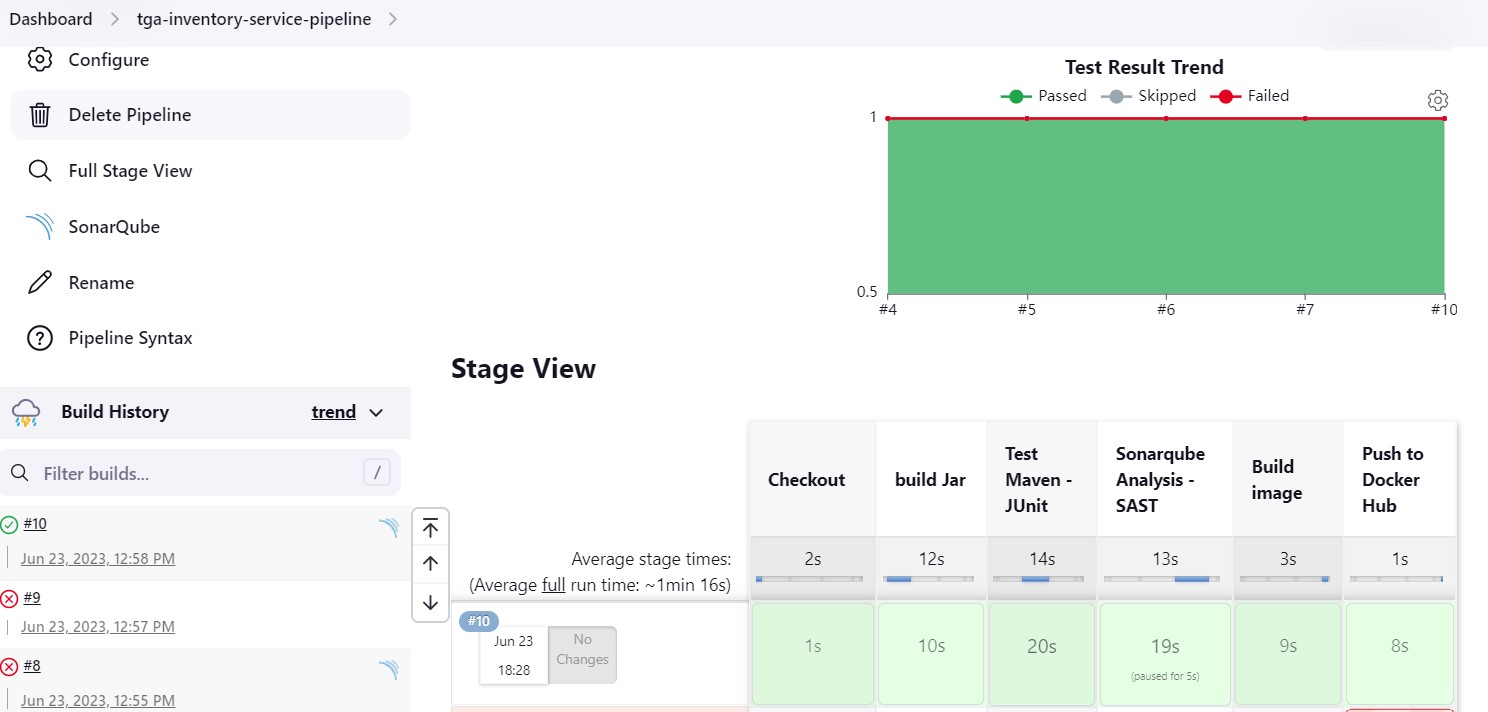 Dashboard
tga-inventory-service-pipeline
Configure
Delete Pipeline
Full Stage View
SonarQube
Rename
Pipeline Syntax
Build History
trend
Filter builds...
/
#10
Jun 23, 2023, 12:58 PM
#9
Jun 23, 2023, 12:57 PM
#8
Jun 23, 2023, 12:55 PM
Test Result Trend
Passed Skipped Failed
1
0.5
#4 #5 #6 #7 #10
Stage View
Checkout
build Jar
Test
Maven -
JUnit
Sonarqube
Analysis -
SAST
Build
image
Push to
Docker
Hub
Average stage times:
(Average full run time: ~1min 16s)
2s 12s 14s 13s 3s 1s
#10
Jun 23
18:28
No
Changes
1s 10s 20s 19s 9s 8s
(paused for 5s)